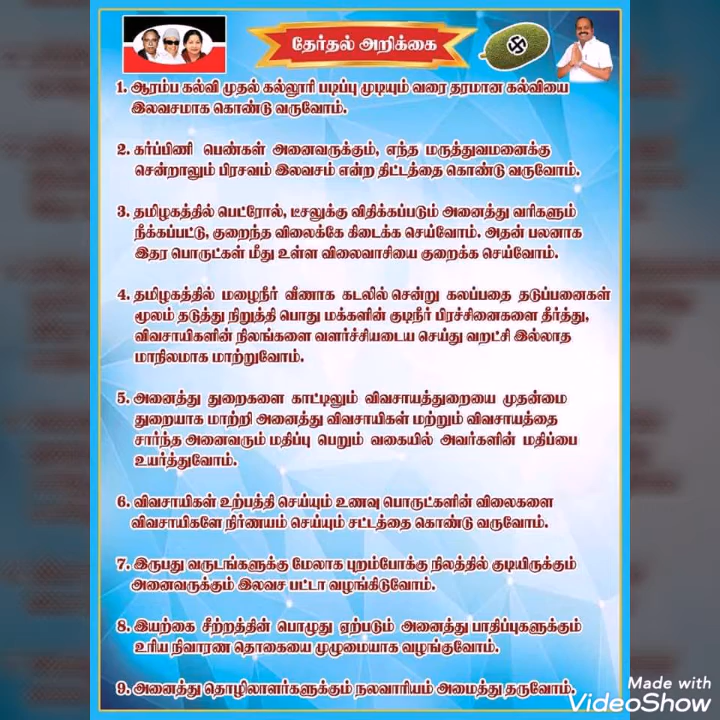 தேர்தல் அறிக்கை
1. ஆரம்ப கல்வி முதல் கல்லூரி படிப்பு முடியும் வரை தரமான கல்வியை
இலவசமாக கொண்டு வருவோம்.
2. கர்ப்பிணி பெண்கள் அனைவருக்கும், எந்த மருத்துவமனைக்கு
சென்றாலும் பிரசவம் இலவசம் என்ற திட்டத்தை கொண்டு வருவோம்.
3. தமிழகத்தில் பெட்ரோல், டீசலுக்கு விதிக்கப்படும் அனைத்து வரிகளும்
நீக்கப்பட்டு, குறைந்த விலைக்கே கிடைக்க செய்வோம். அதன் பலனாக
இதர பொருட்கள் மீது உள்ள விலைவாசியை குறைக்க செய்வோம்.
4. தமிழகத்தில் மழைநீர் வீணாக கடலில் சென்று கலப்பதை தடுப்பனைகள்
மூலம் தடுத்து நிறுத்தி பொது மக்களின் குடிநீர் பிரச்சினைகளை தீர்த்து,
விவசாயிகளின் நிலங்களை வளர்ச்சியடைய செய்து வறட்சி இல்லாத
மாநிலமாக மாற்றுவோம்.
5. அனைத்து துறைகளை காட்டிலும் விவசாயத்துறையை முதன்மை
துறையாக மாற்றி அனைத்து விவசாயிகள் மற்றும் விவசாயத்தை
சார்ந்த அனைவரும் மதிப்பு பெறும் வகையில் அவர்களின் மதிப்பை
உயர்த்துவோம்.
6. விவசாயிகள் உற்பத்தி செய்யும் உணவு பொருட்களின் விலைகளை
விவசாயிகளே நிர்ணயம் செய்யும் சட்டத்தை கொண்டு வருவோம்.
7. இருபது வருடங்களுக்கு மேலாக புறம்போக்கு நிலத்தில் குடியிருக்கும்
அனைவருக்கும் இலவச பட்டா வழங்கிடுவோம்.
8. இயற்கை சீற்றத்தின் பொழுது ஏற்படும் அனைத்து பாதிப்புகளுக்கும்
உரிய நிவாரண தொகையை முழுமையாக வழங்குவோம்.
9. அனைத்து தொழிலாளர்களுக்கும் நலவாரியம் அமைத்து தருவோம்.
Made with
VideoShow